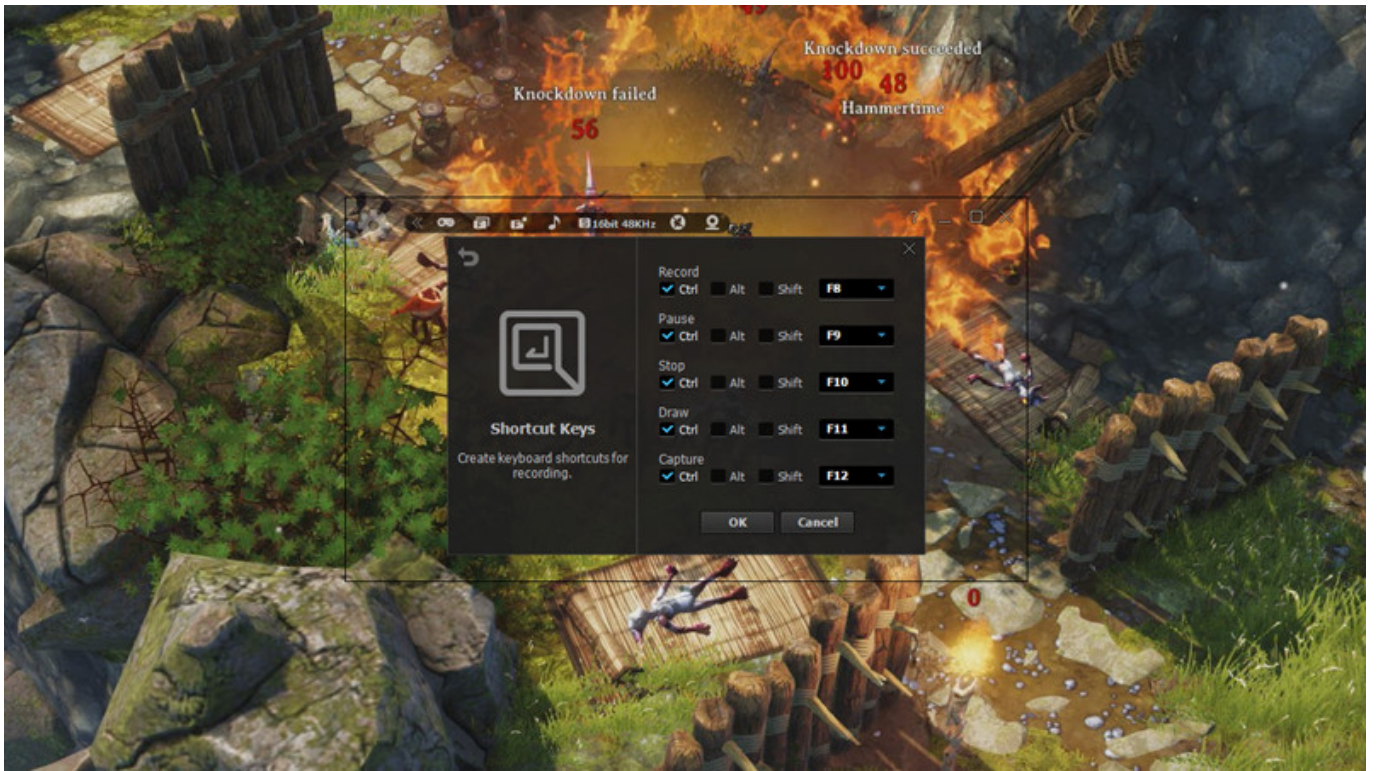 Knockdown succeeded
100
48
Knockdown failed
Hammertime
56
16bit 48KHz
?
Record
Ctrl Alt Shift F8
Pause
Ctrl Alt Shift F9
Stop
Ctrl Alt Shift F10
Draw
Shortcut Keys
Ctrl Alt Shift F11
Create keyboard shortcuts for
recording.
Capture
Ctrl Alt Shift F12
OK Cancel
0